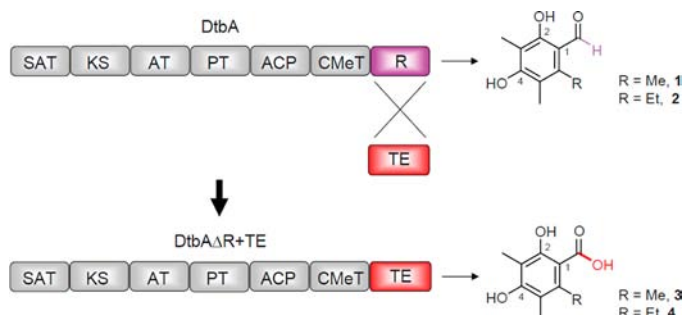 DtbA
SAT KS AT PT ACP CMeT R
TE
OH
O
2
1
H
HO
4
R
R = Me, 1
R = Et, 2
DtbAΔR+TE
SAT KS AT PT ACP CMeT TE
OH
O
2
1
OH
HO
4
R
R = Me, 3
R = Et, 4